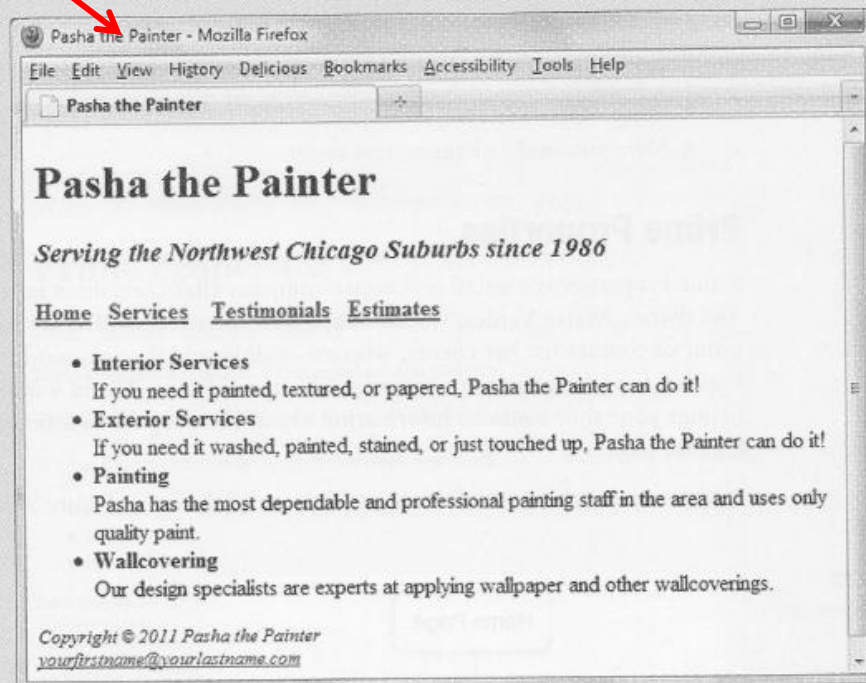 Pasha the Painter - Mozilla Firefox
File Edit View History Delicious Bookmarks Accessibility Tools Help
Pasha the Painter
Pasha the Painter
Serving the Northwest Chicago Suburbs since 1986
Home Services Testimonials Estimates
• Interior Services
If you need it painted, textured, or papered, Pasha the Painter can do it!
• Exterior Services
If you need it washed, painted, stained, or just touched up, Pasha the Painter can do it!
• Painting
Pasha has the most dependable and professional painting staff in the area and uses only
quality paint.
• Wallcovering
Our design specialists are experts at applying wallpaper and other wallcoverings.
Copyright © 2011 Pasha the Painter
yourfirstname@yourlastname.com